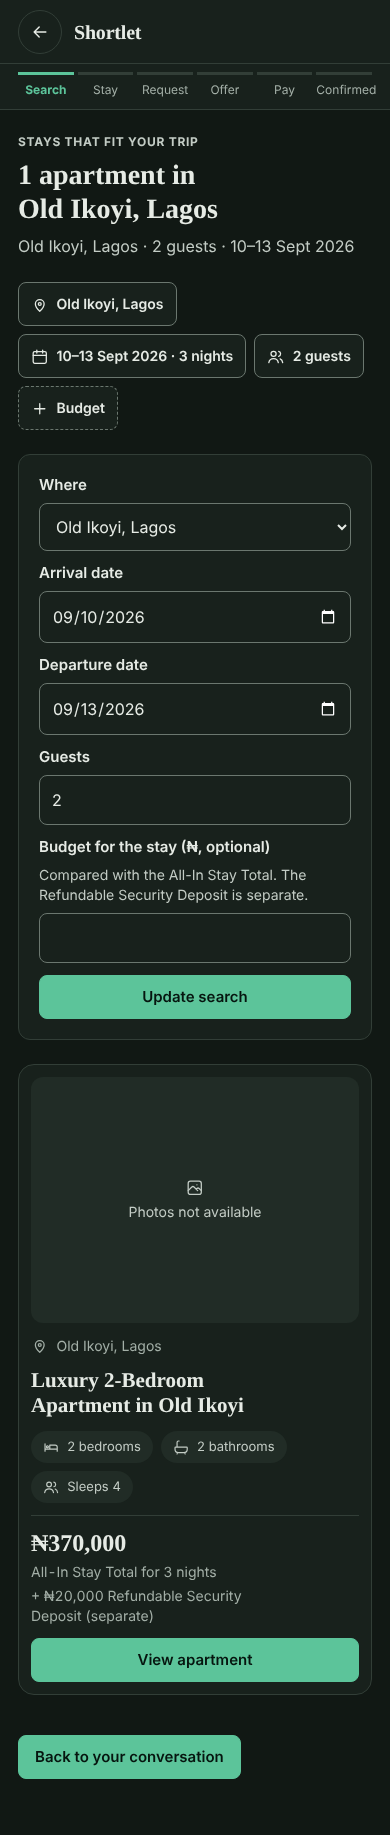 Shortlet
Search Stay Request Offer Pay Confirmed
STAYS THAT FIT YOUR TRIP
1 apartment in
Old Ikoyi, Lagos
Old Ikoyi, Lagos · 2 guests · 10–13 Sept 2026
Old Ikoyi, Lagos
10–13 Sept 2026 · 3 nights
2 guests
Budget
Where
Old Ikoyi, Lagos
Arrival date
09/10/2026
Departure date
09/13/2026
Guests
2
Budget for the stay (₦, optional)
Compared with the All-In Stay Total. The
Refundable Security Deposit is separate.
Update search
Photos not available
Old Ikoyi, Lagos
Luxury 2-Bedroom
Apartment in Old Ikoyi
2 bedrooms
2 bathrooms
Sleeps 4
₦370,000
All-In Stay Total for 3 nights
+ ₦20,000 Refundable Security
Deposit (separate)
View apartment
Back to your conversation